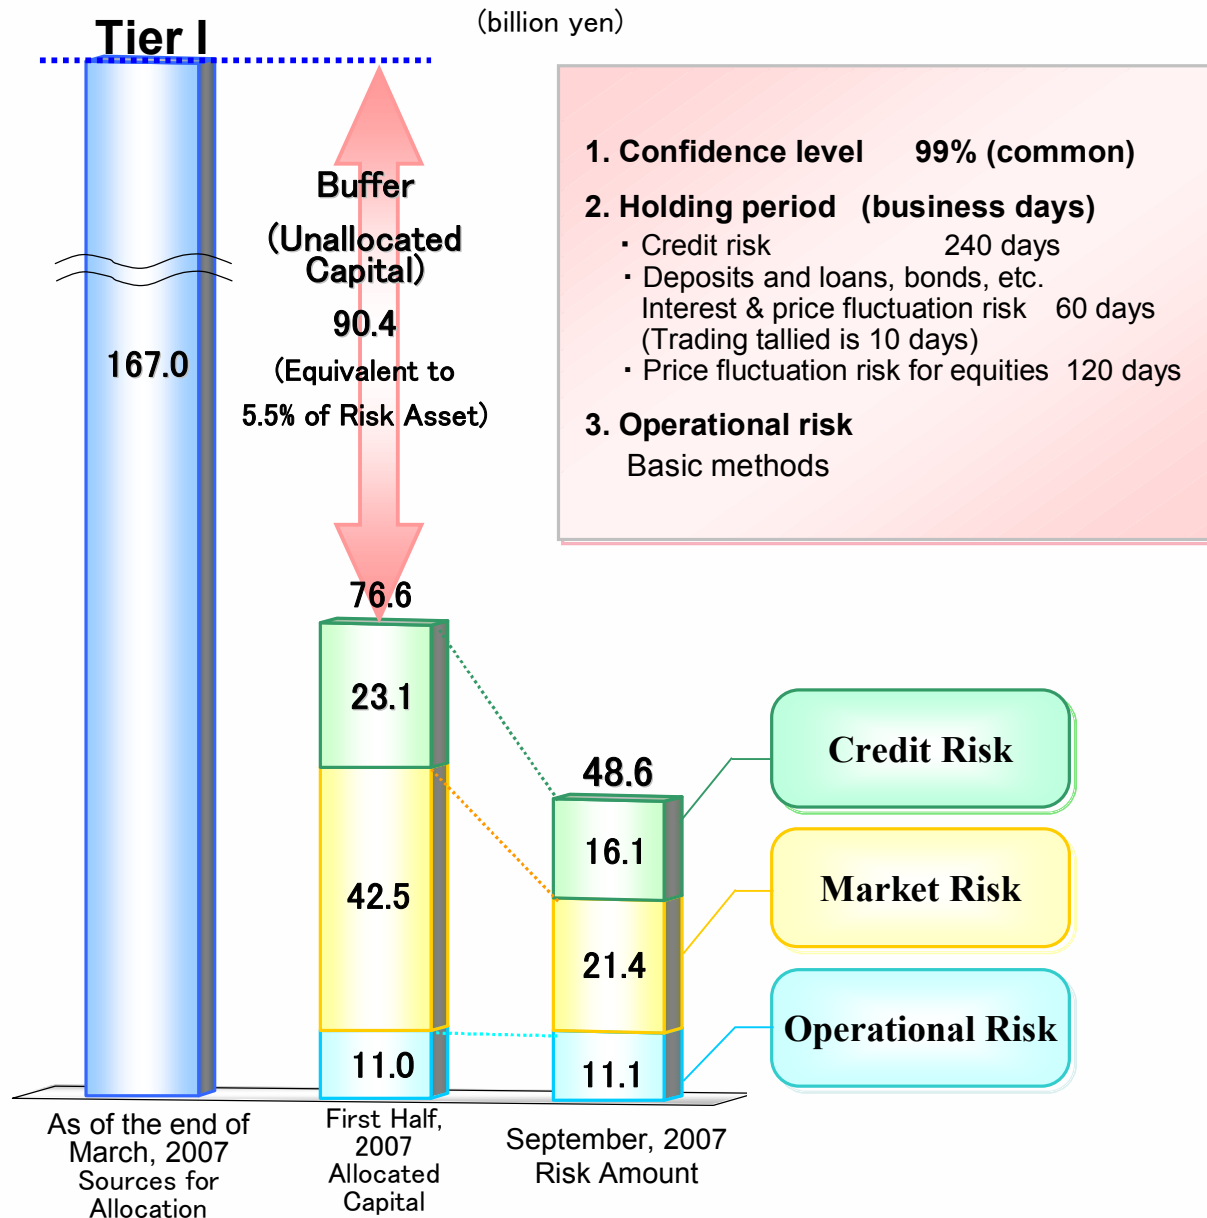 (billion yen)
Tier I
167.0
Buffer
(Unallocated
Capital)
90.4
(Equivalent to
5.5% of Risk Asset)
1. Confidence level 99% (common)
2. Holding period (business days)
・Credit risk 240 days
・Deposits and loans, bonds, etc.
Interest & price fluctuation risk 60 days
(Trading tallied is 10 days)
・Price fluctuation risk for equities 120 days
3. Operational risk
Basic methods
76.6
23.1
42.5
11.0
48.6
16.1
21.4
11.1
Credit Risk
Market Risk
Operational Risk
As of the end of
March, 2007
Sources for
Allocation
First Half,
2007
Allocated
Capital
September, 2007
Risk Amount